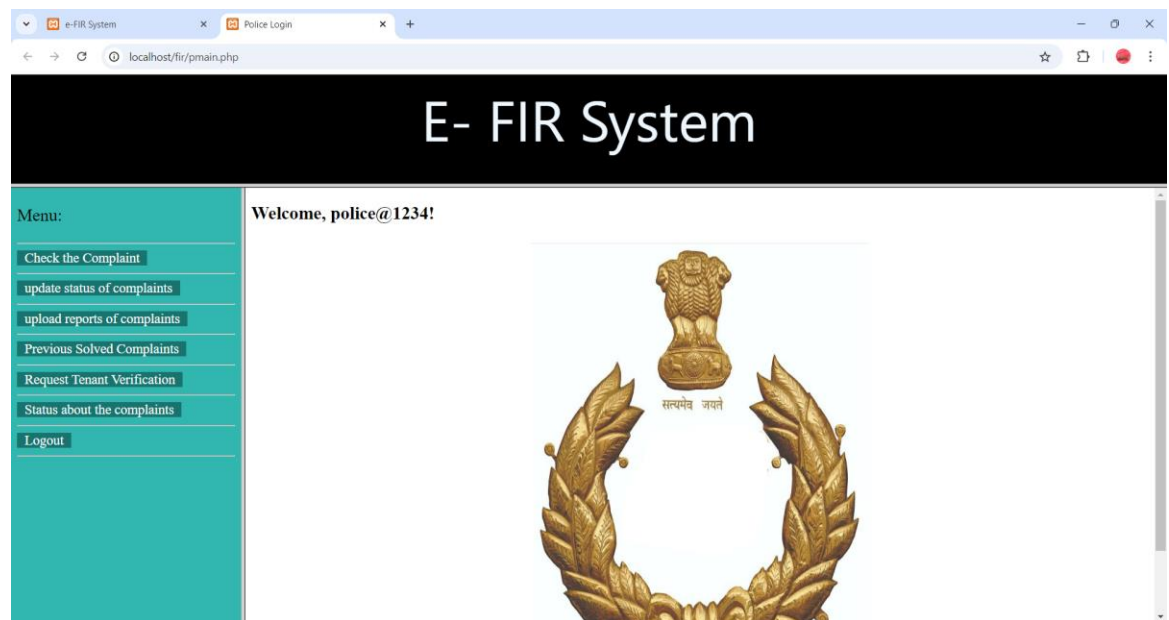 e-FIR System
Police Login
localhost/fir/pmain.php
E- FIR System
Menu:
Check the Complaint
update status of complaints
upload reports of complaints
Previous Solved Complaints
Request Tenant Verification
Status about the complaints
Logout
Welcome, police@1234!
सत्यमेव जयते